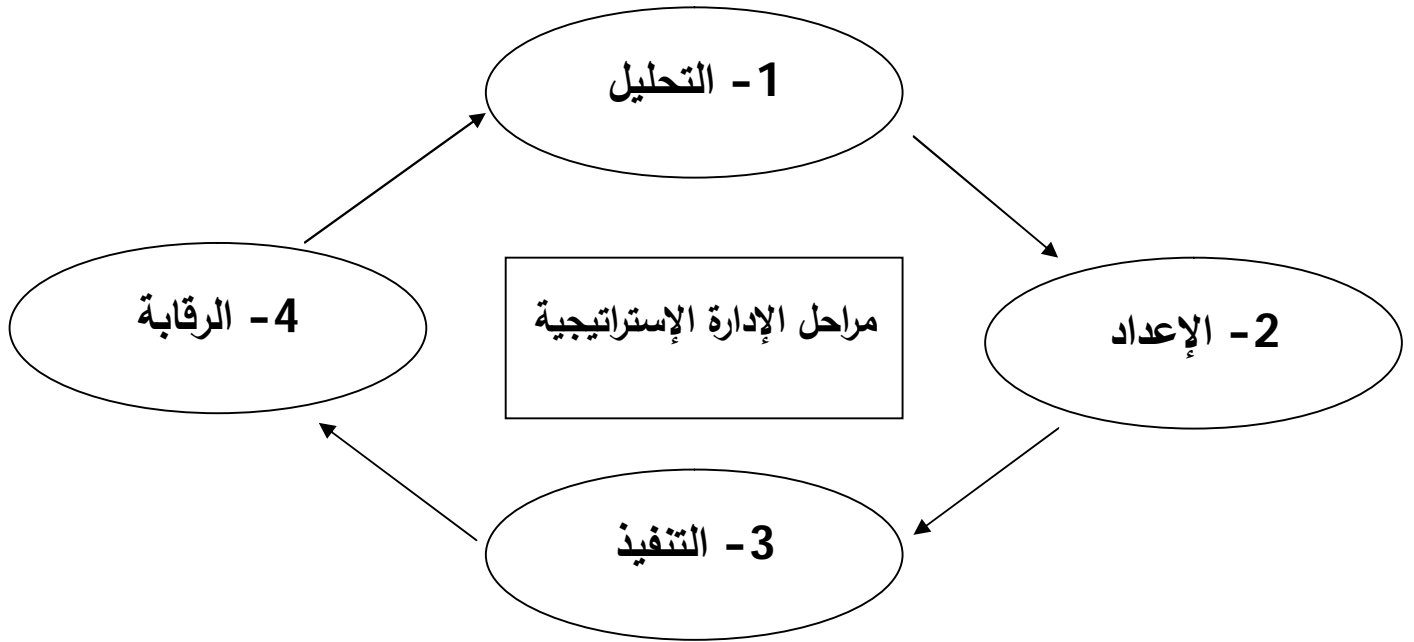 1- التحليل
2- الإعداد
3- التنفيذ
4- الرقابة
مراحل الإدارة الإستراتيجية